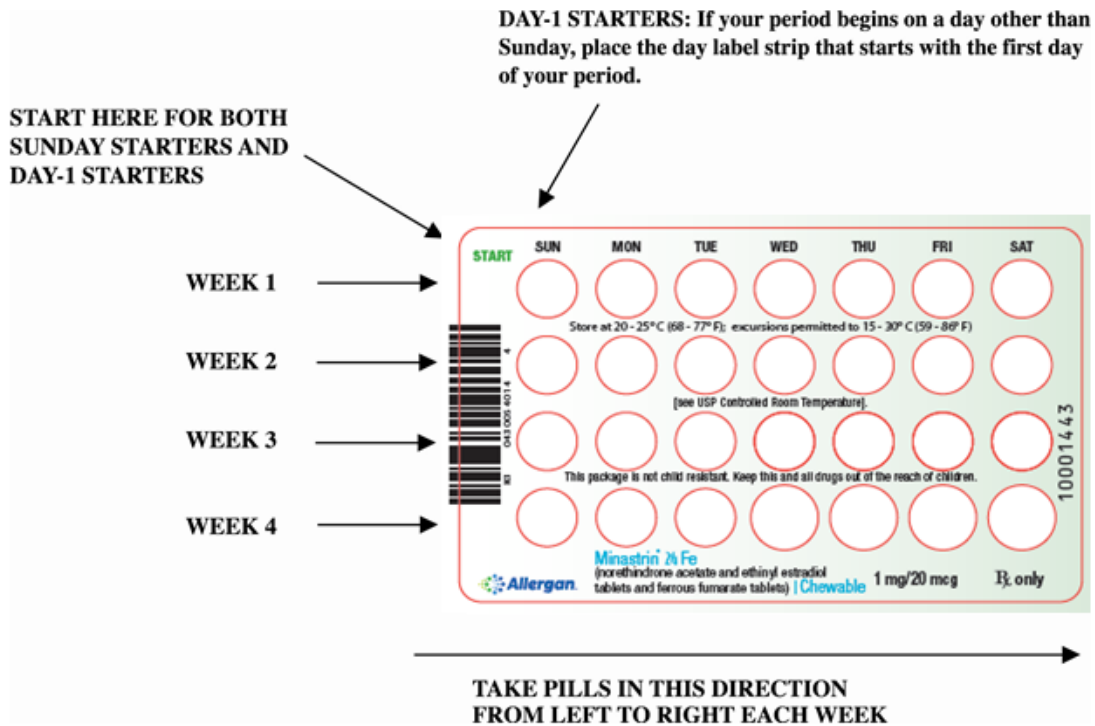 DAY-1 STARTERS: If your period begins on a day other than
Sunday, place the day label strip that starts with the first day
of your period.
START HERE FOR BOTH
SUNDAY STARTERS AND
DAY-1 STARTERS
START
SUN MON TUE WED THU FRI SAT
WEEK 1
Store at 20 - 25° C (68 - 77° F); excursions permitted to 15 - 30° C (59 - 86° F)
WEEK 2
[see USP Controlled Room Temperature].
WEEK 3
This package is not child resistant. Keep this and all drugs out of the reach of children.
WEEK 4
10001443
Minastrin 24 Fe
(norethindrone acetate and ethinyl estradiol
tablets and ferrous fumarate tablets) | Chewable
1 mg/20 mcg
Rx only
Allergan.
TAKE PILLS IN THIS DIRECTION
FROM LEFT TO RIGHT EACH WEEK